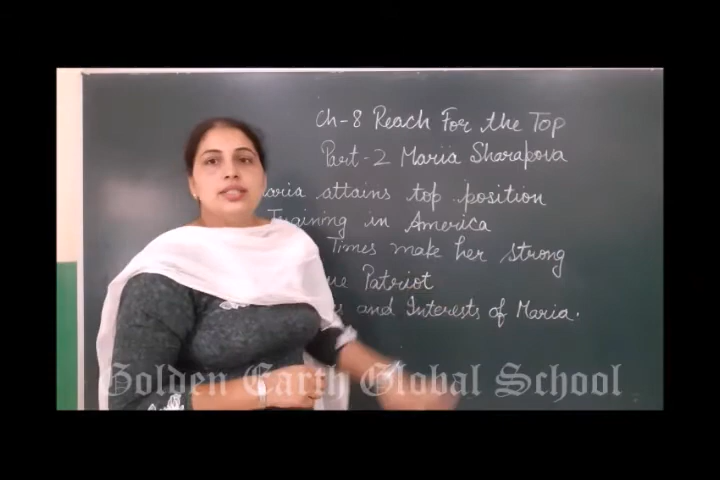 Ch-8 Reach For the Top
Part-2 Maria Sharapova
attains top position
Training in America
Times make her strong
Patriot
and Interests of Maria.
Golden Earth Global School